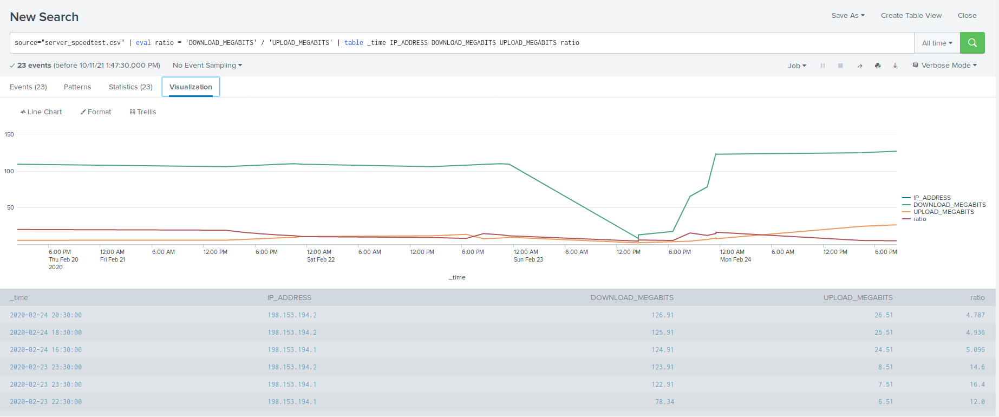 New Search
Save As Create Table View Close
source="server_speedtest.csv" | eval ratio = 'DOWNLOAD_MEGABITS' / 'UPLOAD_MEGABITS' | table _time IP_ADDRESS DOWNLOAD_MEGABITS UPLOAD_MEGABITS ratio
All time
23 events (before 10/11/21 1:47:30.000 PM) No Event Sampling
Job Verbose Mode
Events (23) Patterns Statistics (23) Visualization
Line Chart Format Trellis
150
100
50
IP_ADDRESS
DOWNLOAD_MEGABITS
UPLOAD_MEGABITS
ratio
6:00 PM 12:00 AM 6:00 AM 12:00 PM 6:00 PM 12:00 AM 6:00 AM 12:00 PM 6:00 PM 12:00 AM 6:00 AM 12:00 PM 6:00 PM 12:00 AM 6:00 AM 12:00 PM 6:00 PM
Thu Feb 20 Fri Feb 21 Sat Feb 22 Sun Feb 23 Mon Feb 24
2020
_time
_time IP_ADDRESS DOWNLOAD_MEGABITS UPLOAD_MEGABITS ratio
2020-02-24 20:30:00 198.153.194.2 126.91 26.51 4.787
2020-02-24 18:30:00 198.153.194.2 125.91 25.51 4.936
2020-02-24 16:30:00 198.153.194.1 124.91 24.51 5.096
2020-02-23 23:30:00 198.153.194.2 123.91 8.51 14.6
2020-02-23 23:30:00 198.153.194.1 122.91 7.51 16.4
2020-02-23 22:30:00 198.153.194.1 78.34 6.51 12.0